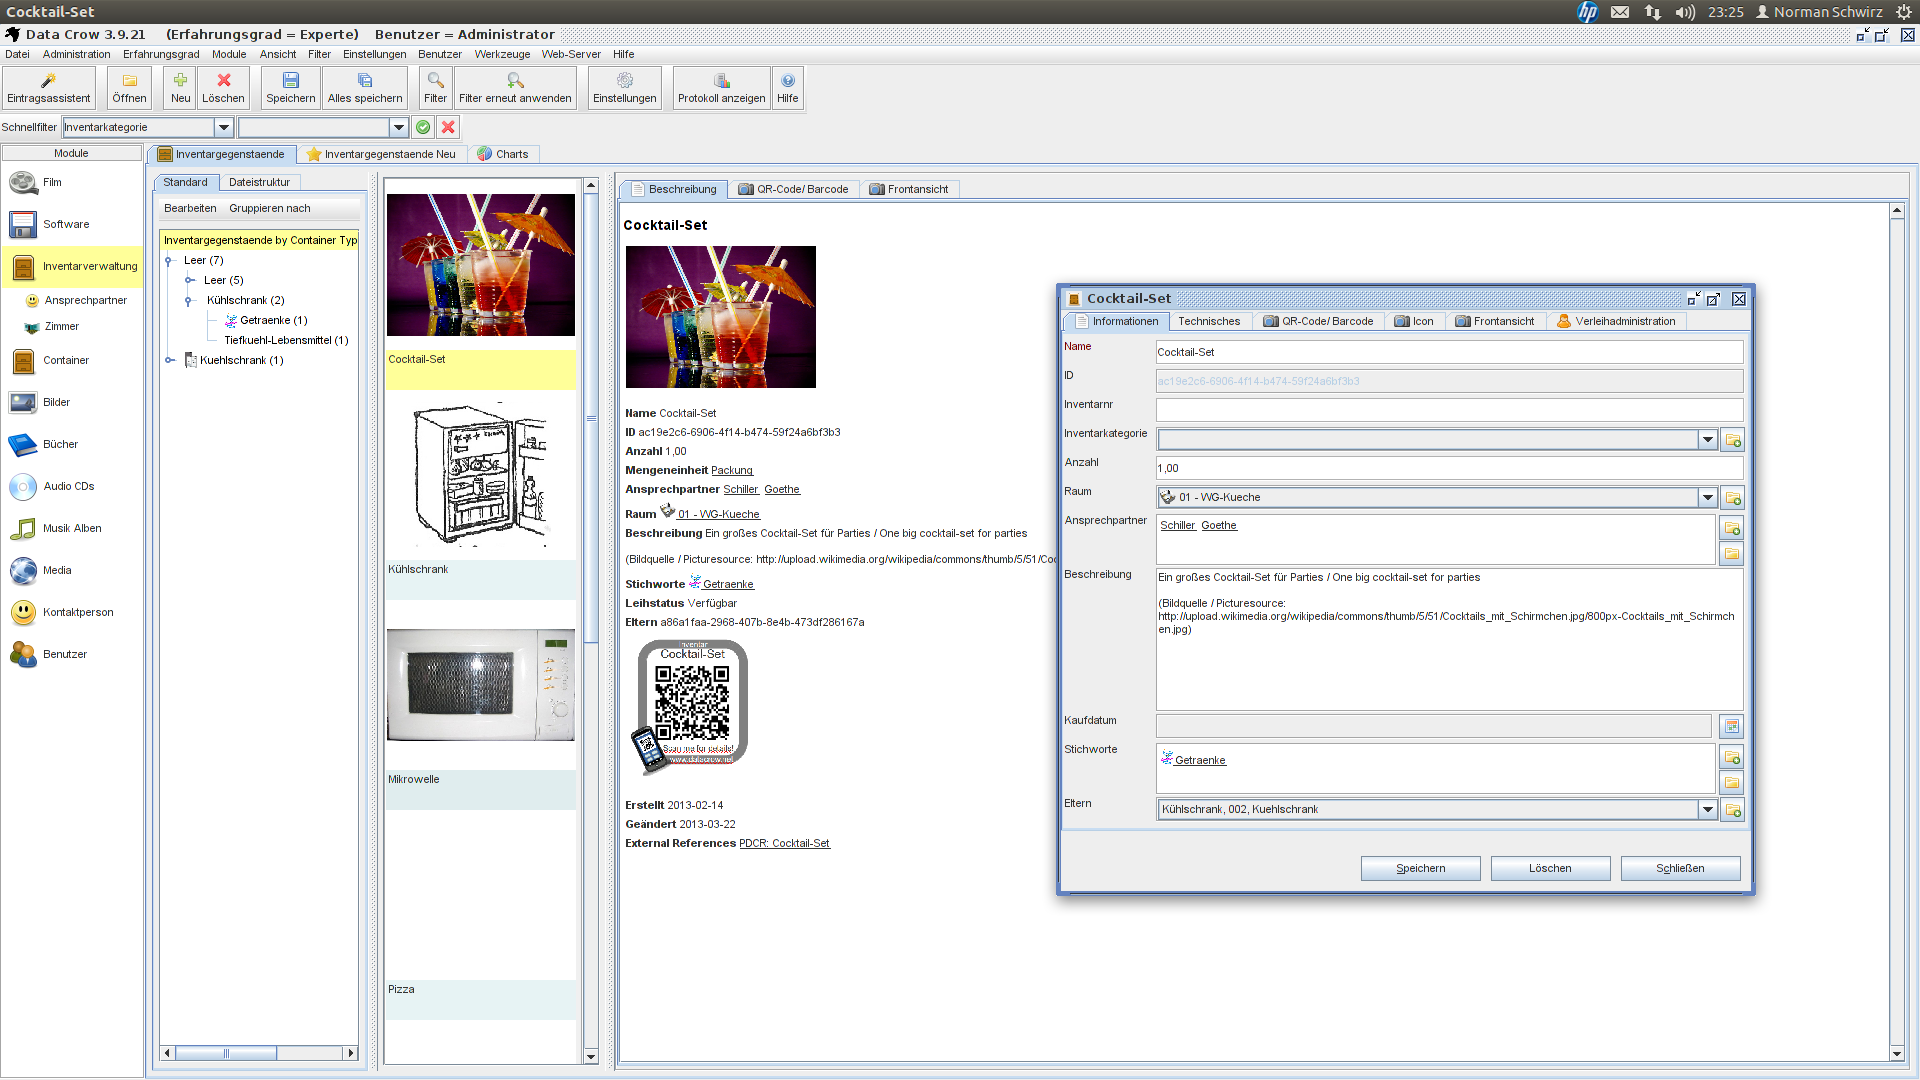 Cocktail-Set
23:25 Norman Schwirz
Data Crow 3.9.21 (Erfahrungsgrad = Experte) Benutzer = Administrator
Datei Administration Erfahrungsgrad Module Ansicht Filter Einstellungen Benutzer Werkzeuge Web-Server Hilfe
Eintragsassistent Öffnen Neu Löschen Speichern Alles speichern Filter Filter erneut anwenden Einstellungen Protokoll anzeigen Hilfe
Schnellfilter Inventarkategorie
Module
Film
Software
Inventarverwaltung
Ansprechpartner
Zimmer
Container
Bilder
Bücher
Audio CDs
Musik Alben
Media
Kontaktperson
Benutzer
Inventargegenstaende Inventargegenstaende Neu Charts
Standard Dateistruktur
Bearbeiten Gruppieren nach
Inventargegenstaende by Container Typ
Leer (7)
Leer (5)
Kühlschrank (2)
Getraenke (1)
Tiefkuehl-Lebensmittel (1)
Kuehlschrank (1)
Cocktail-Set
Kühlschrank
Mikrowelle
Pizza
Beschreibung QR-Code/ Barcode Frontansicht
Cocktail-Set
Name Cocktail-Set
ID ac19e2c6-6906-4f14-b474-59f24a6bf3b3
Anzahl 1,00
Mengeneinheit Packung
Ansprechpartner Schiller Goethe
Raum 01 - WG-Kueche
Beschreibung Ein großes Cocktail-Set für Parties / One big cocktail-set for parties
(Bildquelle / Picturesource: http://upload.wikimedia.org/wikipedia/commons/thumb/5/51/Coc
Stichworte Getraenke
Leihstatus Verfügbar
Eltern a86a1faa-2968-407b-8e4b-473df286167a
Inventar
Cocktail-Set
Scan me for details!
www.datacrow.net
Erstellt 2013-02-14
Geändert 2013-03-22
External References PDCR: Cocktail-Set
Cocktail-Set
Informationen Technisches QR-Code/ Barcode Icon Frontansicht Verleihadministration
Name Cocktail-Set
ID ac19e2c6-6906-4f14-b474-59f24a6bf3b3
Inventarnr
Inventarkategorie
Anzahl 1,00
Raum 01 - WG-Kueche
Ansprechpartner Schiller Goethe
Beschreibung Ein großes Cocktail-Set für Parties / One big cocktail-set for parties
(Bildquelle / Picturesource:
http://upload.wikimedia.org/wikipedia/commons/thumb/5/51/Cocktails_mit_Schirmchen.jpg/800px-Cocktails_mit_Schirmch
en.jpg)
Kaufdatum
Stichworte Getraenke
Eltern Kühlschrank, 002, Kuehlschrank
Speichern Löschen Schließen